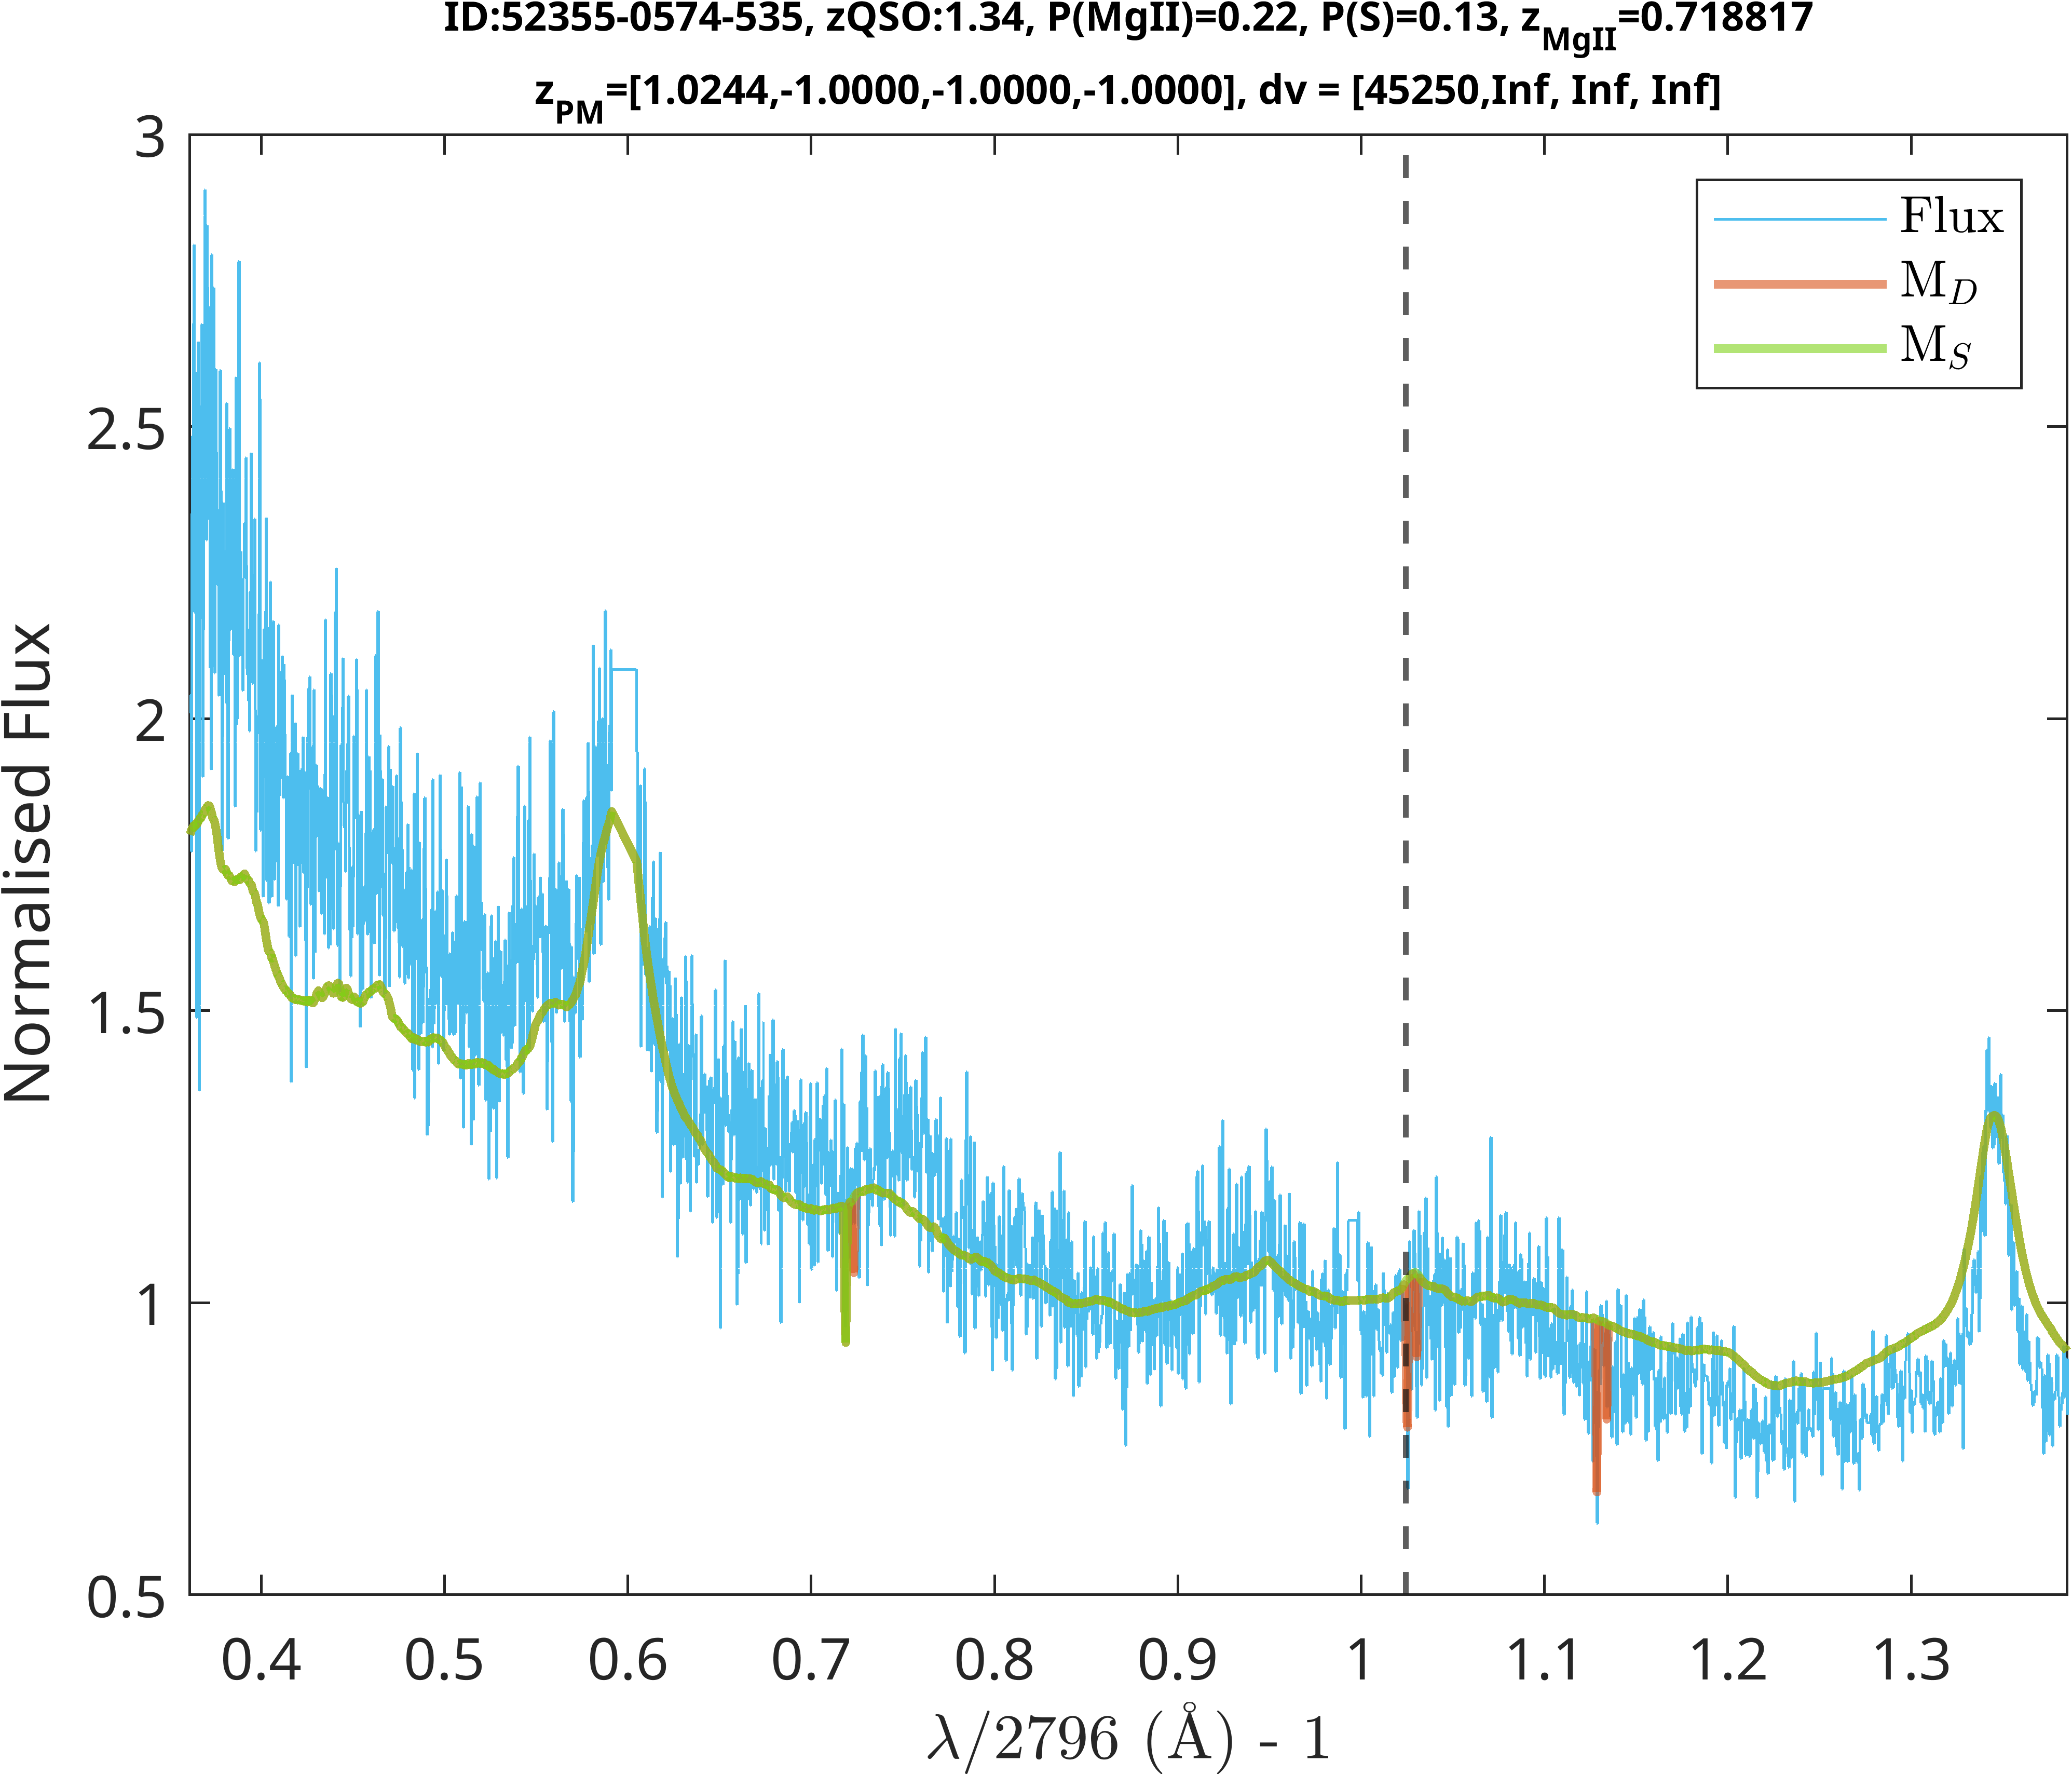 ID:52355-0574-535, zQSO:1.34, P(MgII)=0.22, P(S)=0.13, zMgII=0.718817
zPM=[1.0244,-1.0000,-1.0000,-1.0000], dv = [45250,Inf, Inf, Inf]
3
2.5
2
1.5
1
0.5
Normalised Flux
Flux
MD
MS
0.4 0.5 0.6 0.7 0.8 0.9 1 1.1 1.2 1.3
λ/2796 (Å) - 1